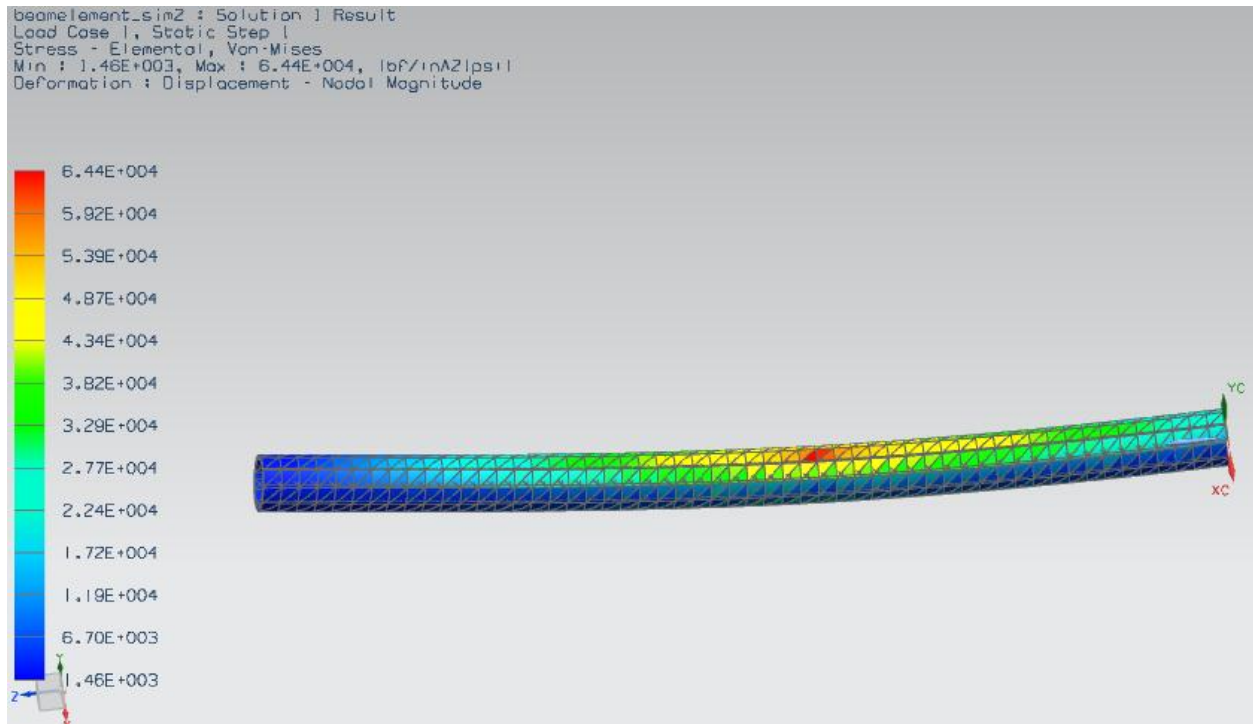 beamelement_sim2 : Solution 1 Result
Load Case 1, Static Step 1
Stress - Elemental, Von-Mises
Min : 1.46E+003, Max : 6.44E+004, lbf/in^2(psi)
Deformation : Displacement - Nodal Magnitude
6.44E+004
5.92E+004
5.39E+004
4.87E+004
4.34E+004
3.82E+004
3.29E+004
2.77E+004
2.24E+004
1.72E+004
1.19E+004
6.70E+003
1.46E+003
YC
XC
Y
Z